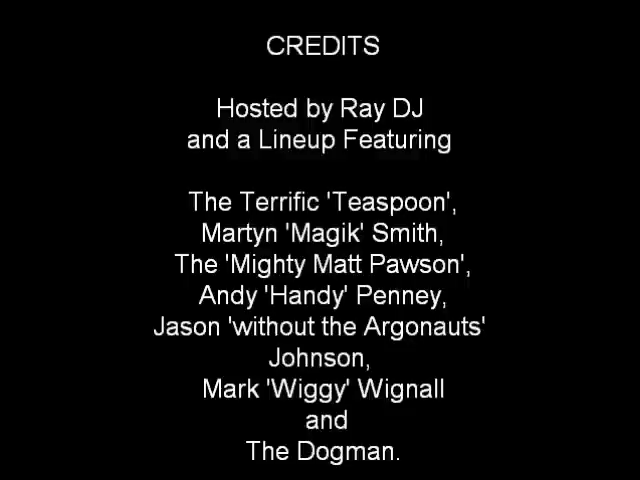 CREDITS
Hosted by Ray DJ
and a Lineup Featuring
The Terrific 'Teaspoon',
Martyn 'Magik' Smith,
The 'Mighty Matt Pawson',
Andy 'Handy' Penney,
Jason 'without the Argonauts'
Johnson,
Mark 'Wiggy' Wignall
and
The Dogman.